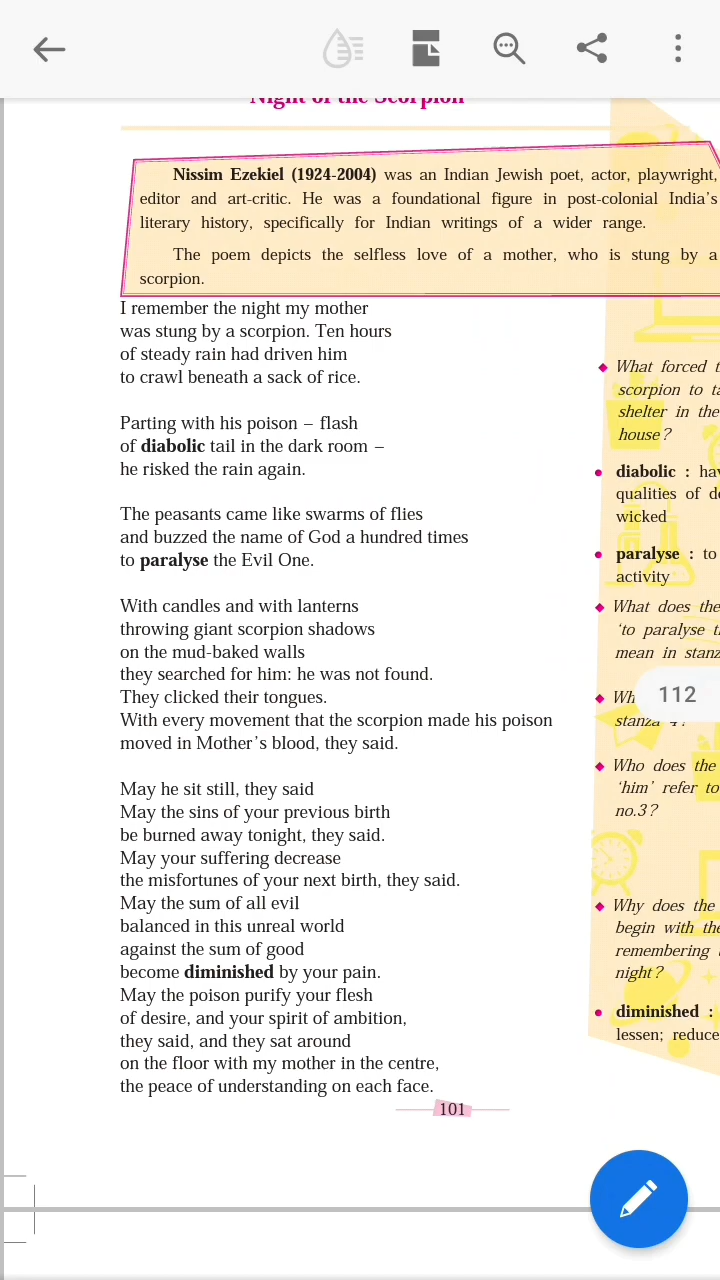 Night of the Scorpion
Nissim Ezekiel (1924-2004) was an Indian Jewish poet, actor, playwright,
editor and art-critic. He was a foundational figure in post-colonial India's
literary history, specifically for Indian writings of a wider range.
The poem depicts the selfless love of a mother, who is stung by a
scorpion.
I remember the night my mother
was stung by a scorpion. Ten hours
of steady rain had driven him
to crawl beneath a sack of rice.
Parting with his poison – flash
of diabolic tail in the dark room –
he risked the rain again.
The peasants came like swarms of flies
and buzzed the name of God a hundred times
to paralyse the Evil One.
With candles and with lanterns
throwing giant scorpion shadows
on the mud-baked walls
they searched for him: he was not found.
They clicked their tongues.
With every movement that the scorpion made his poison
moved in Mother's blood, they said.
May he sit still, they said
May the sins of your previous birth
be burned away tonight, they said.
May your suffering decrease
the misfortunes of your next birth, they said.
May the sum of all evil
balanced in this unreal world
against the sum of good
become diminished by your pain.
May the poison purify your flesh
of desire, and your spirit of ambition,
they said, and they sat around
on the floor with my mother in the centre,
the peace of understanding on each face.
101
What forced
scorpion to
shelter in the
house?
diabolic :
qualities of
wicked
paralyse : to
activity
What does the
'to paralyse
mean in
112
Who does the
'him' refer to
no.3?
Why does the
begin with
remembering
night?
diminished :
lessen;